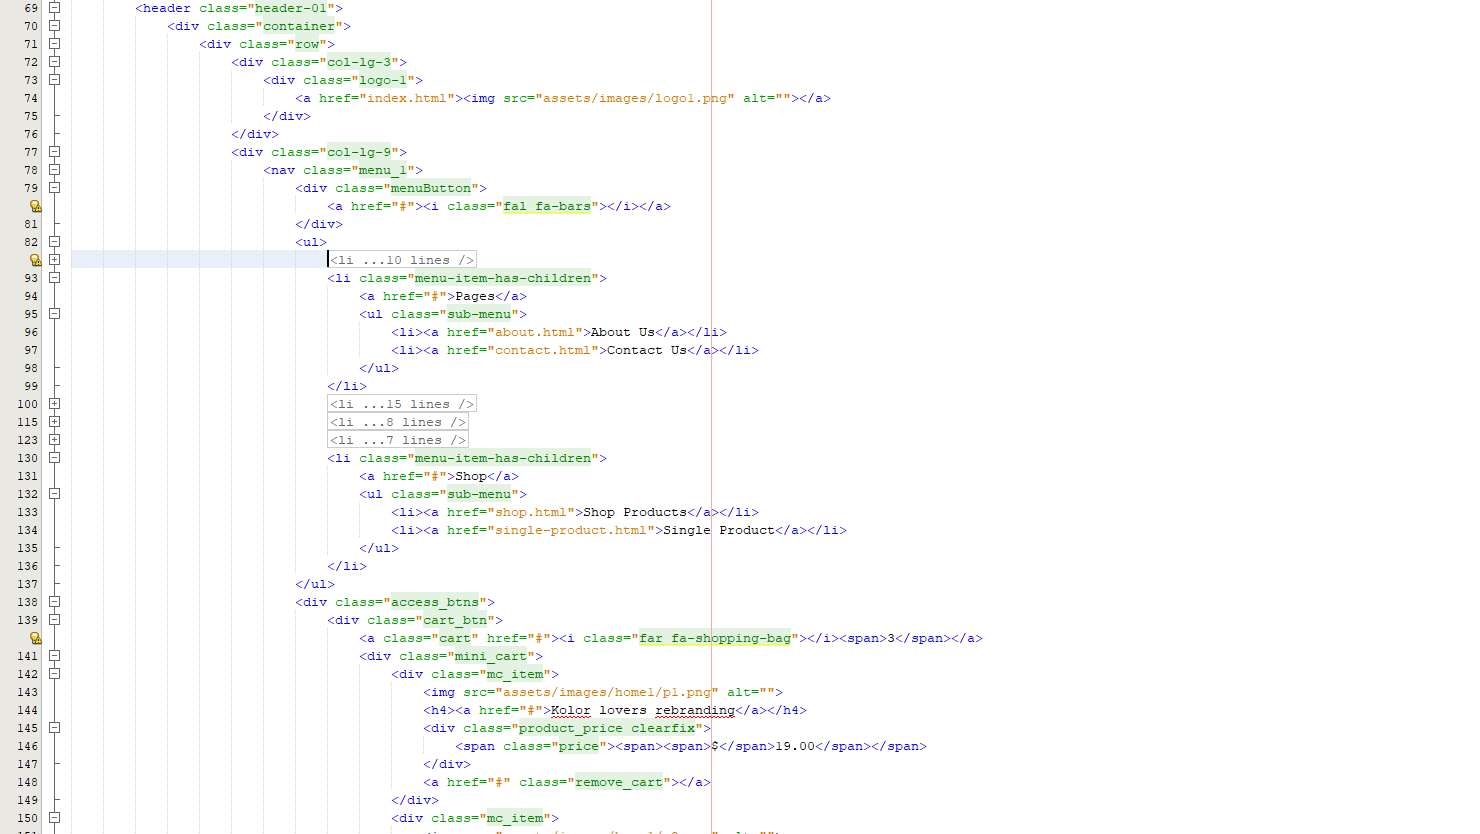 69 <header class="header-01">
70 <div class="container">
71 <div class="row">
72 <div class="col-lg-3">
73 <div class="logo-1">
74 <a href="index.html"><img src="assets/images/logo1.png" alt=""></a>
75 </div>
76 </div>
77 <div class="col-lg-9">
78 <nav class="menu_1">
79 <div class="menuButton">
<a href="#"><i class="fal fa-bars"></i></a>
81 </div>
82 <ul>
<li ...10 lines />
93 <li class="menu-item-has-children">
94 <a href="#">Pages</a>
95 <ul class="sub-menu">
96 <li><a href="about.html">About Us</a></li>
97 <li><a href="contact.html">Contact Us</a></li>
98 </ul>
99 </li>
100 <li ...15 lines />
115 <li ...8 lines />
123 <li ...7 lines />
130 <li class="menu-item-has-children">
131 <a href="#">Shop</a>
132 <ul class="sub-menu">
133 <li><a href="shop.html">Shop Products</a></li>
134 <li><a href="single-product.html">Single Product</a></li>
135 </ul>
136 </li>
137 </ul>
138 <div class="access_btns">
139 <div class="cart_btn">
<a class="cart" href="#"><i class="far fa-shopping-bag"></i><span>3</span></a>
141 <div class="mini_cart">
142 <div class="mc_item">
143 <img src="assets/images/home1/p1.png" alt="">
144 <h4><a href="#">Kolor lovers rebranding</a></h4>
145 <div class="product_price clearfix">
146 <span class="price"><span><span>$</span>19.00</span></span>
147 </div>
148 <a href="#" class="remove_cart"></a>
149 </div>
150 <div class="mc_item">